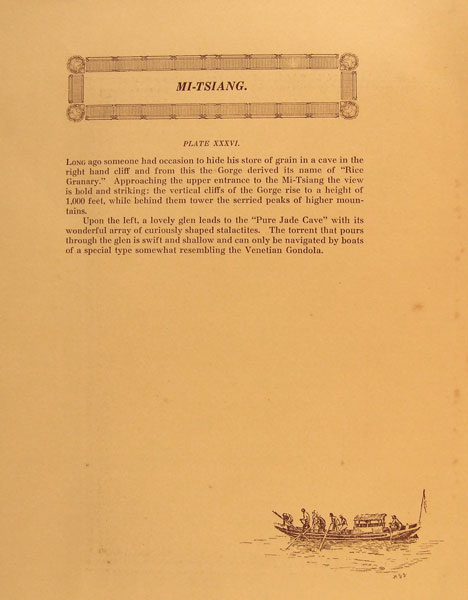 MI-TSIANG.
PLATE XXXVI.
LONG ago someone had occasion to hide his store of grain in a cave in the
right hand cliff and from this the Gorge derived its name of “Rice
Granary.” Approaching the upper entrance to the Mi-Tsiang the view
is bold and striking: the vertical cliffs of the Gorge rise to a height of
1,000 feet, while behind them tower the serried peaks of higher moun-
tains.
Upon the left, a lovely glen leads to the “Pure Jade Cave” with its
wonderful array of curiously shaped stalactites. The torrent that pours
through the glen is swift and shallow and can only be navigated by boats
of a special type somewhat resembling the Venetian Gondola.